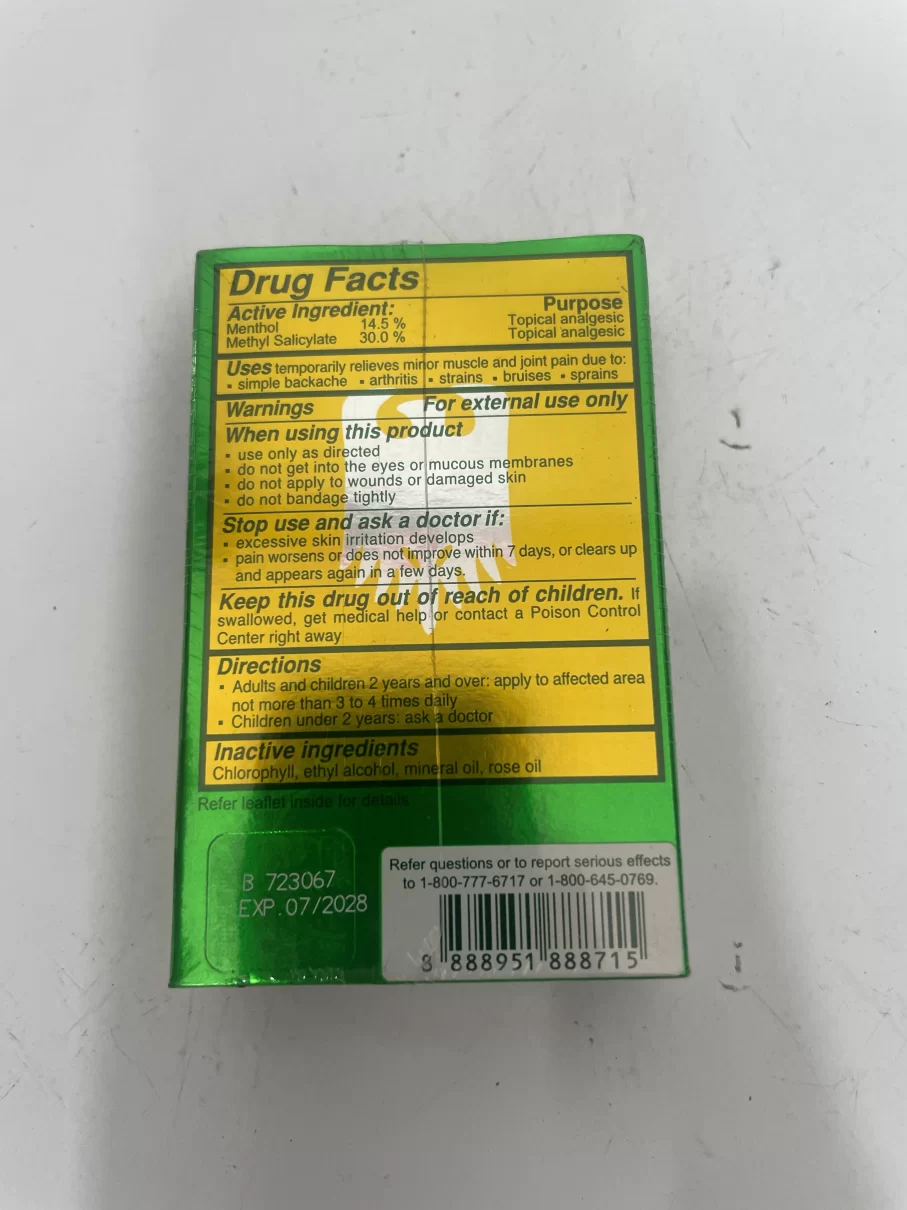 Drug Facts
Active Ingredient: Purpose
Menthol 14.5 % Topical analgesic
Methyl Salicylate 30.0 % Topical analgesic
Uses temporarily relieves minor muscle and joint pain due to:
▪ simple backache ▪ arthritis ▪ strains ▪ bruises ▪ sprains
Warnings For external use only
When using this product
▪ use only as directed
▪ do not get into the eyes or mucous membranes
▪ do not apply to wounds or damaged skin
▪ do not bandage tightly
Stop use and ask a doctor if:
▪ excessive skin irritation develops
▪ pain worsens or does not improve within 7 days, or clears up
and appears again in a few days.
Keep this drug out of reach of children. If
swallowed, get medical help or contact a Poison Control
Center right away
Directions
▪ Adults and children 2 years and over: apply to affected area
not more than 3 to 4 times daily
▪ Children under 2 years: ask a doctor
Inactive ingredients
Chlorophyll, ethyl alcohol, mineral oil, rose oil
Refer leaflet inside for details
B 723067
EXP. 07/2028
Refer questions or to report serious effects
to 1-800-777-6717 or 1-800-645-0769.
8 888951 888715